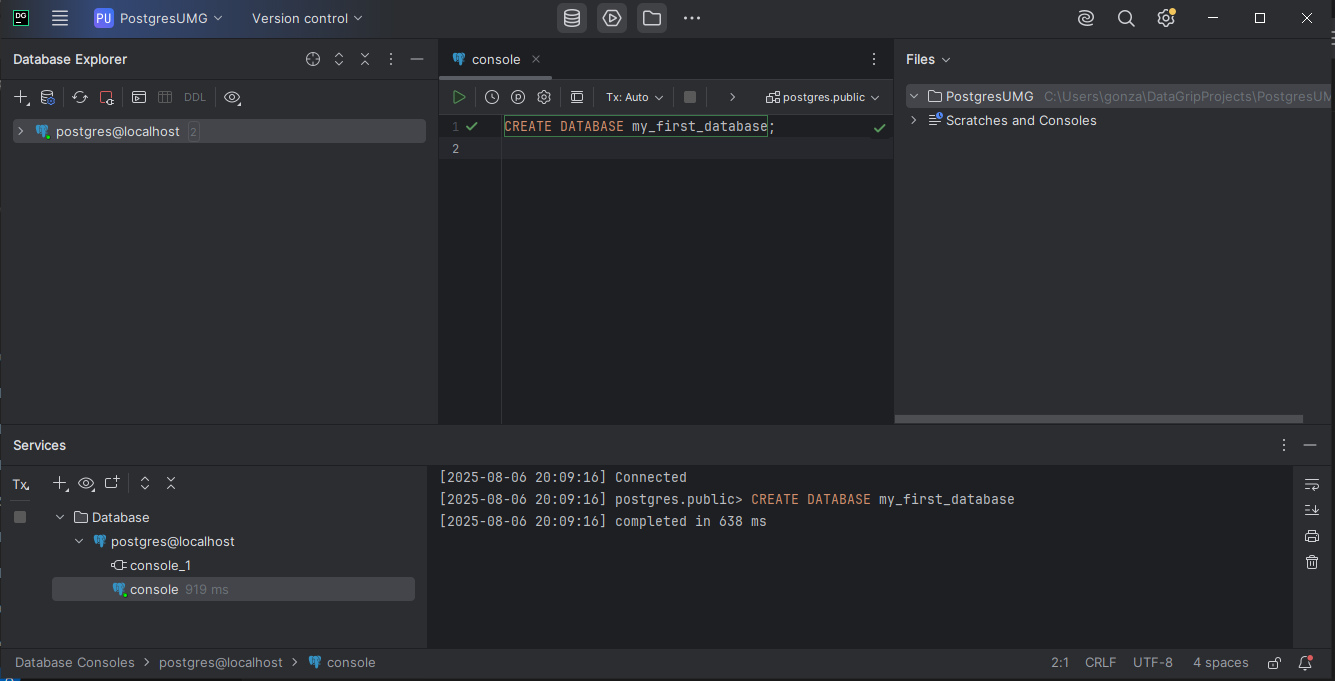 DG
PU PostgresUMG
Version control
Database Explorer
console
Files
DDL
Tx: Auto
postgres.public
postgres@localhost 2
1 CREATE DATABASE my_first_database;
2
PostgresUMG C:\Users\gonza\DataGripProjects\PostgresUM
Scratches and Consoles
Services
Tx
Database
postgres@localhost
console_1
console 919 ms
[2025-08-06 20:09:16] Connected
[2025-08-06 20:09:16] postgres.public> CREATE DATABASE my_first_database
[2025-08-06 20:09:16] completed in 638 ms
Database Consoles > postgres@localhost > console
2:1 CRLF UTF-8 4 spaces